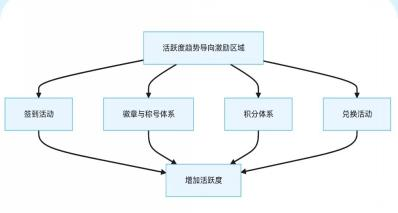 活跃度趋势导向激励区域
签到活动
徽章与称号体系
积分体系
兑换活动
增加活跃度